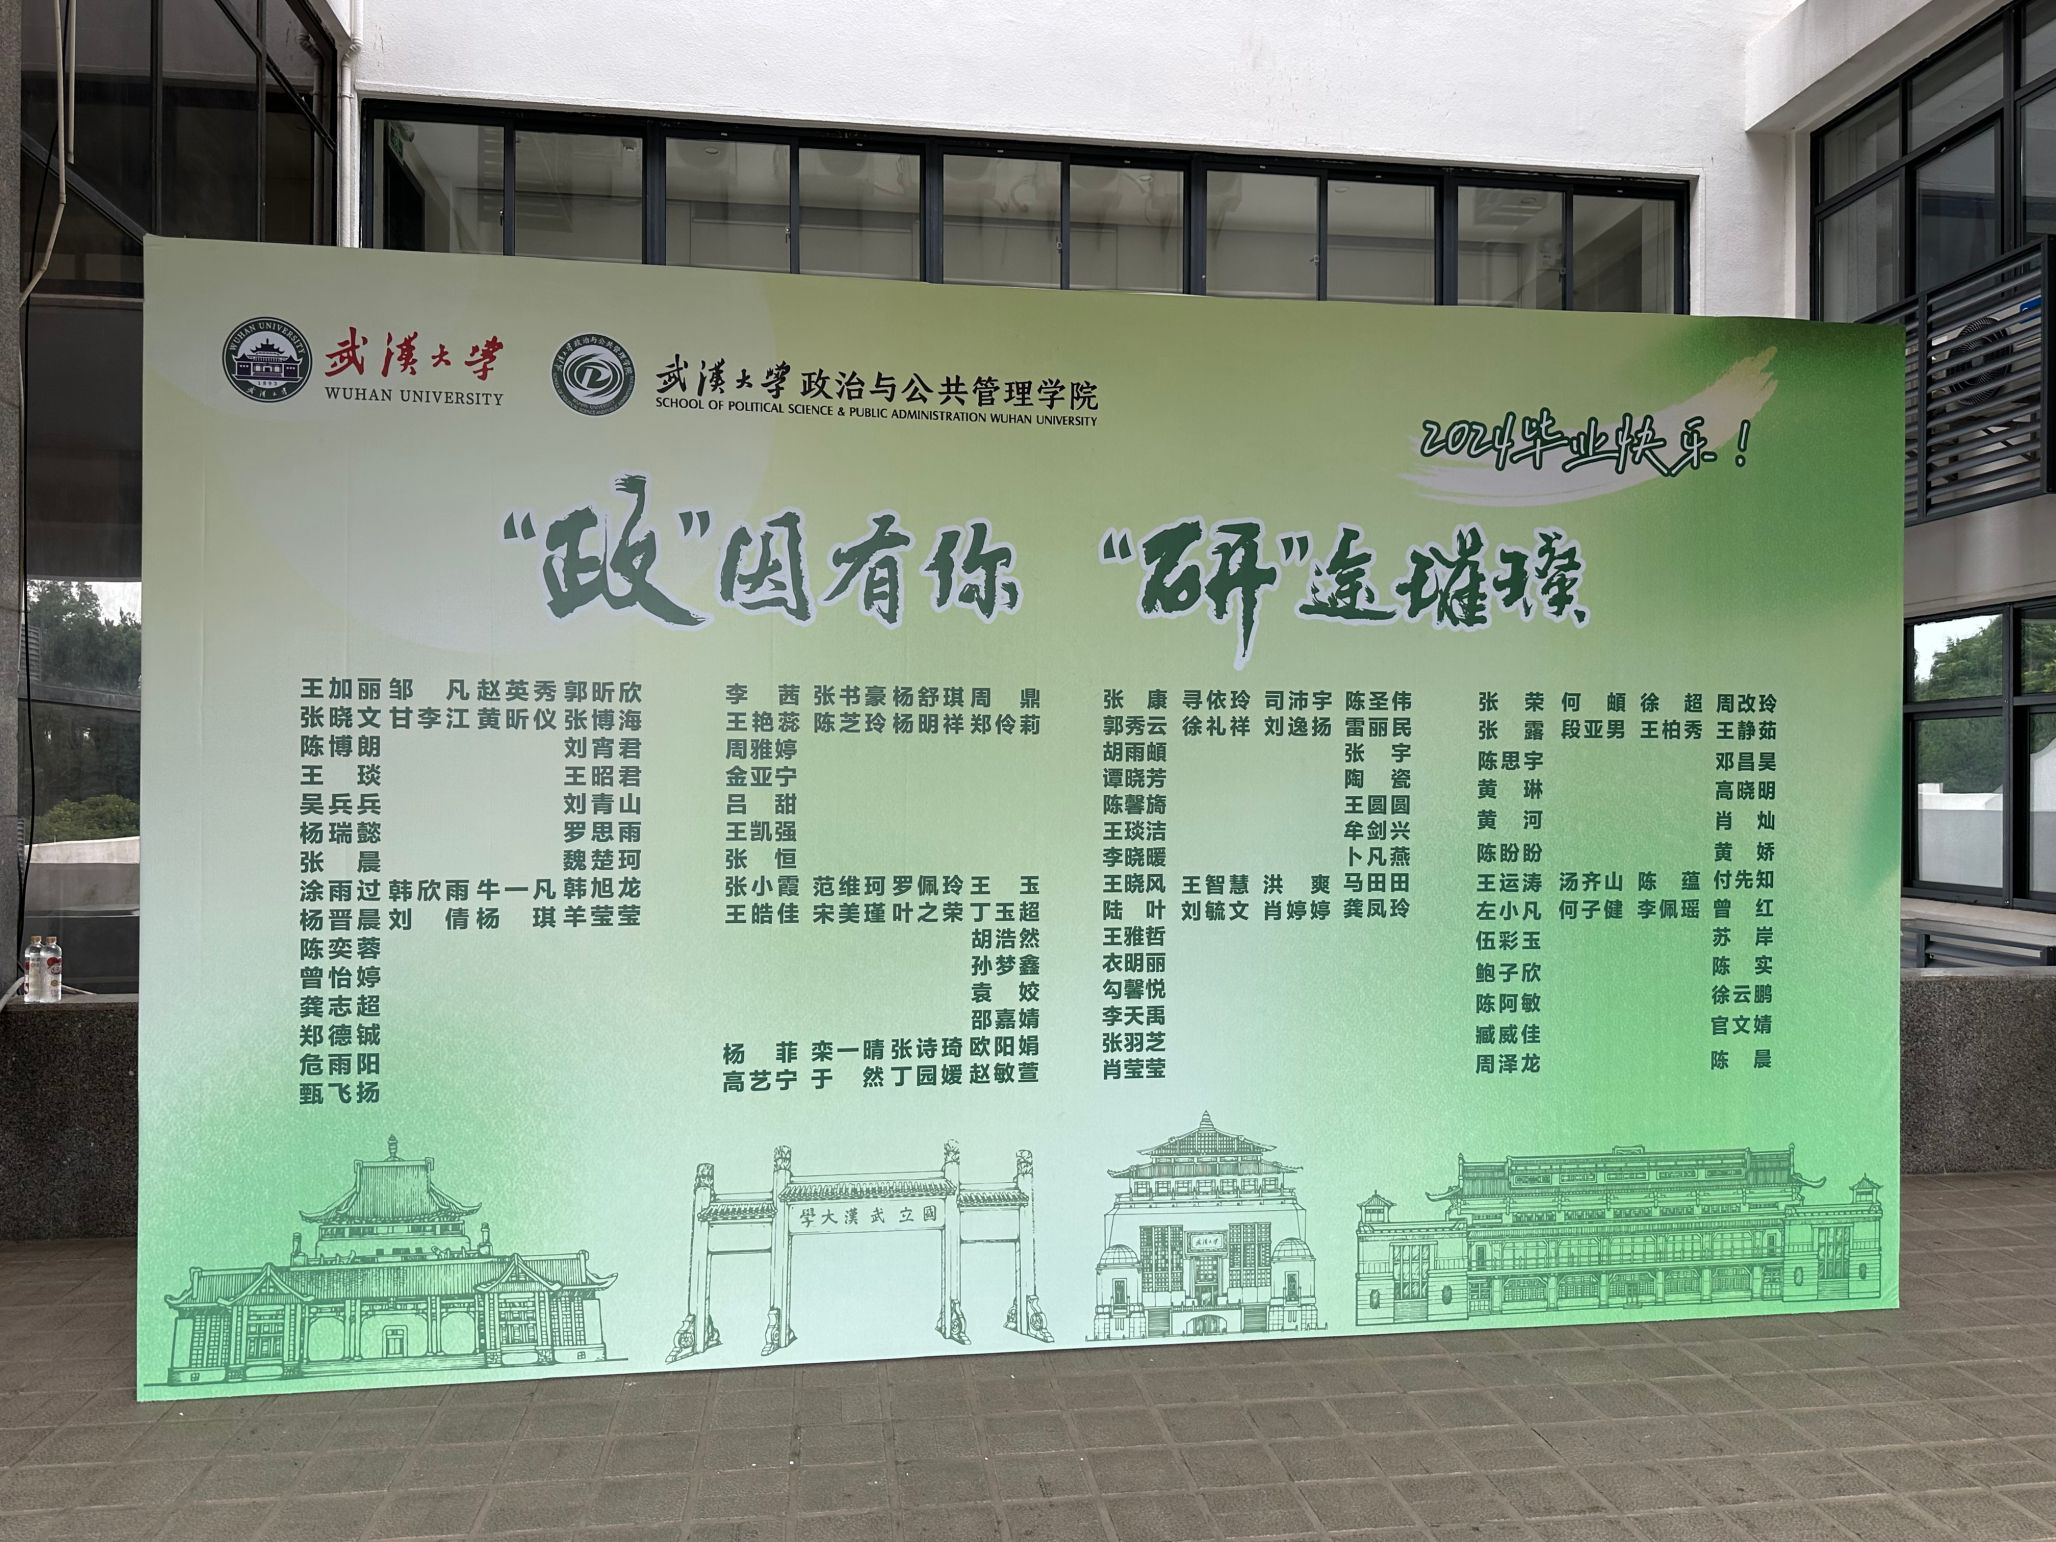 WUHAN UNIVERSITY
1893
武漢大學
武漢大學
WUHAN UNIVERSITY
武漢大學政治与公共管理学院
SCHOOL OF POLITICAL SCIENCE & PUBLIC ADMINISTRATION WUHAN UNIVERSITY
2024毕业快乐！
“政”因有你 “研”途璀璨
王加丽 邹凡 赵英秀 郭昕欣
张晓文 甘李江 黄昕仪 张博海
陈博朗 刘宵君
王琰 王昭君
吴兵兵 刘青山
杨瑞懿 罗思雨
张晨 魏楚珂
涂雨过 韩欣雨 牛一凡 韩旭龙
杨晋晨 刘倩 杨琪 羊莹莹
陈奕蓉
曾怡婷
龚志超
郑德铖
危雨阳
甄飞扬
李茜 张书豪 杨舒琪 周鼎
王艳蕊 陈芝玲 杨明祥 郑伶莉
周雅婷
金亚宁
吕甜
王凯强
张恒
张小霞 范维珂 罗佩玲 王玉
王皓佳 宋美瑾 叶之荣 丁玉超
胡浩然
孙梦鑫
袁姣
邵嘉婧
杨菲 栾一晴 张诗琦 欧阳娟
高艺宁 于然 丁园媛 赵敏萱
张康 寻依玲 司沛宇 陈圣伟
郭秀云 徐礼祥 刘逸扬 雷丽民
胡雨頔 张宇
谭晓芳 陶瓷
陈馨旖 王圆圆
王琰洁 牟剑兴
李晓暖 卜凡燕
王晓风 王智慧 洪爽 马田田
陆叶 刘毓文 肖婷婷 龚凤玲
王雅哲
衣明丽
勾馨悦
李天禹
张羽芝
肖莹莹
张荣 何頔 徐超 周改玲
张露 段亚男 王柏秀 王静茹
陈思宇 邓昌昊
黄琳 高晓明
黄河 肖灿
陈盼盼 黄娇
王运涛 汤齐山 陈蕴 付先知
左小凡 何子健 李佩瑶 曾红
伍彩玉 苏岸
鲍子欣 陈实
陈阿敏 徐云鹏
臧威佳 官文婧
周泽龙 陈晨
學大漢武立國
武漢大學